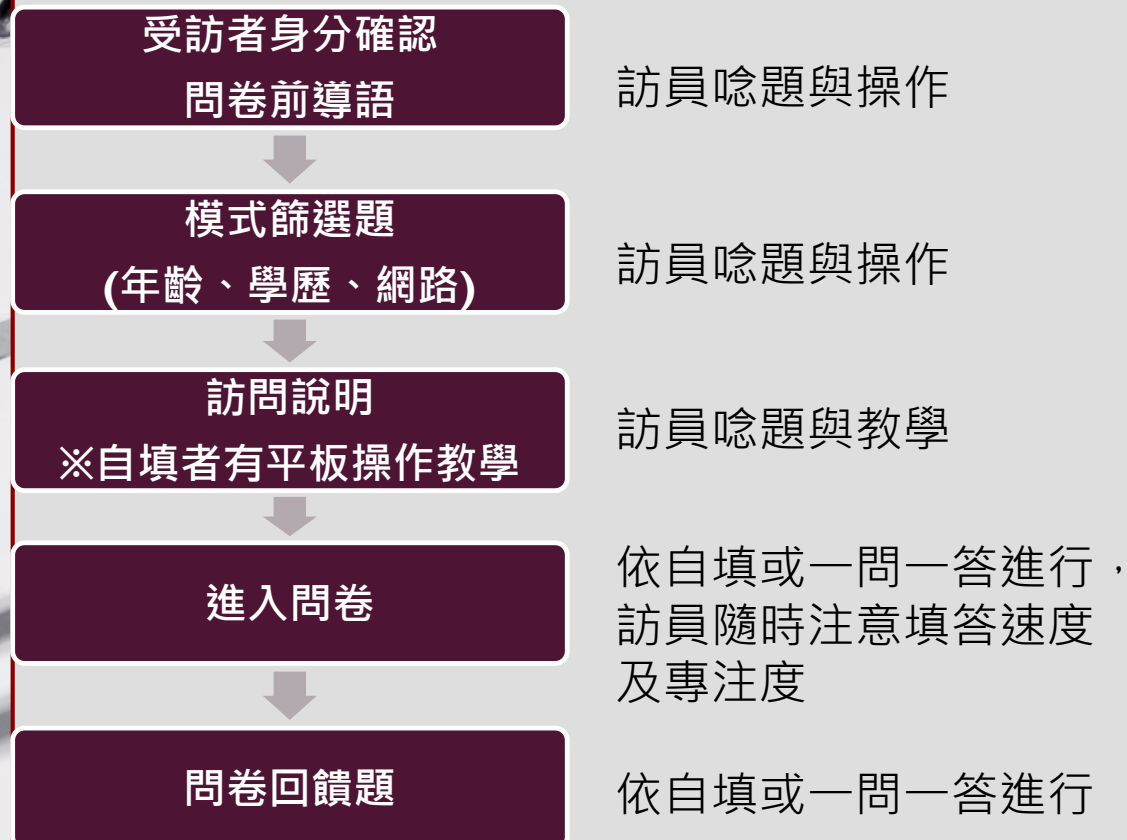 受訪者身分確認
問卷前導語
訪員唸題與操作
模式篩選題
(年齡、學歷、網路)
訪員唸題與操作
訪問說明
※自填者有平板操作教學
訪員唸題與教學
進入問卷
依自填或一問一答進行，
訪員隨時注意填答速度
及專注度
問卷回饋題
依自填或一問一答進行